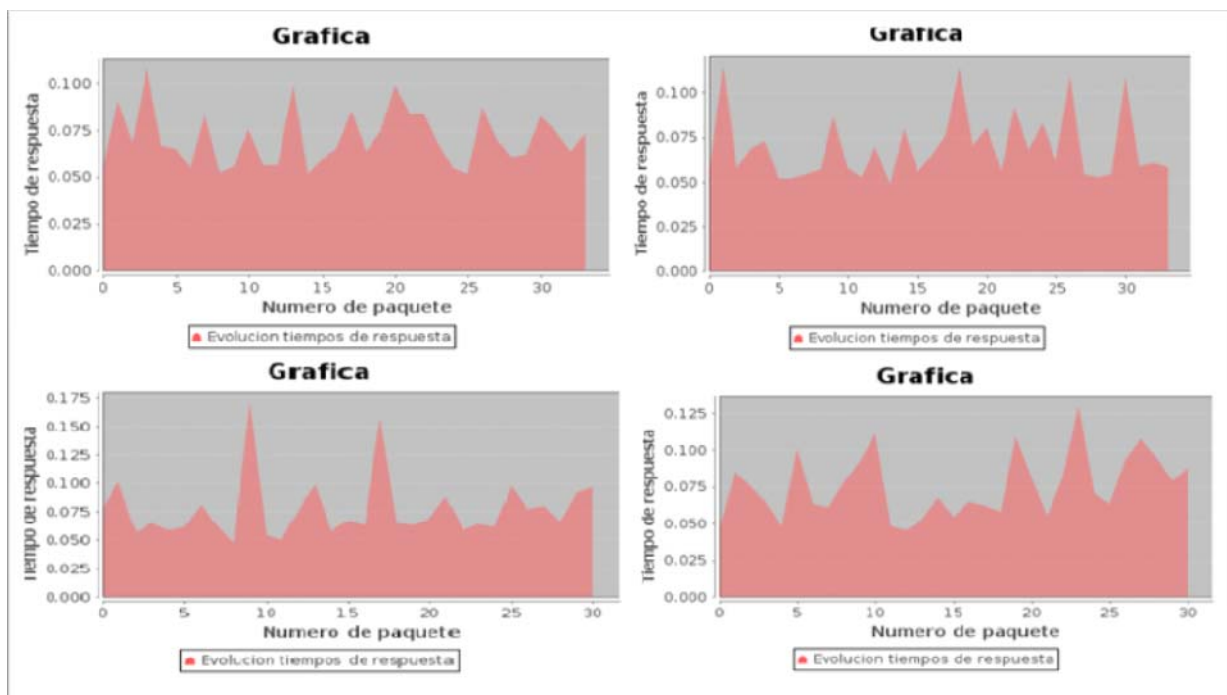 Grafica
Tiempo de respuesta
0.100
0.075
0.050
0.025
0.000
0 5 10 15 20 25 30
Numero de paquete
Evolucion tiempos de respuesta
Grafica
Tiempo de respuesta
0.100
0.075
0.050
0.025
0.000
0 5 10 15 20 25 30
Numero de paquete
Evolucion tiempos de respuesta
Grafica
Tiempo de respuesta
0.175
0.150
0.125
0.100
0.075
0.050
0.025
0.000
0 5 10 15 20 25 30
Numero de paquete
Evolucion tiempos de respuesta
Grafica
Tiempo de respuesta
0.125
0.100
0.075
0.050
0.025
0.000
0 5 10 15 20 25 30
Numero de paquete
Evolucion tiempos de respuesta